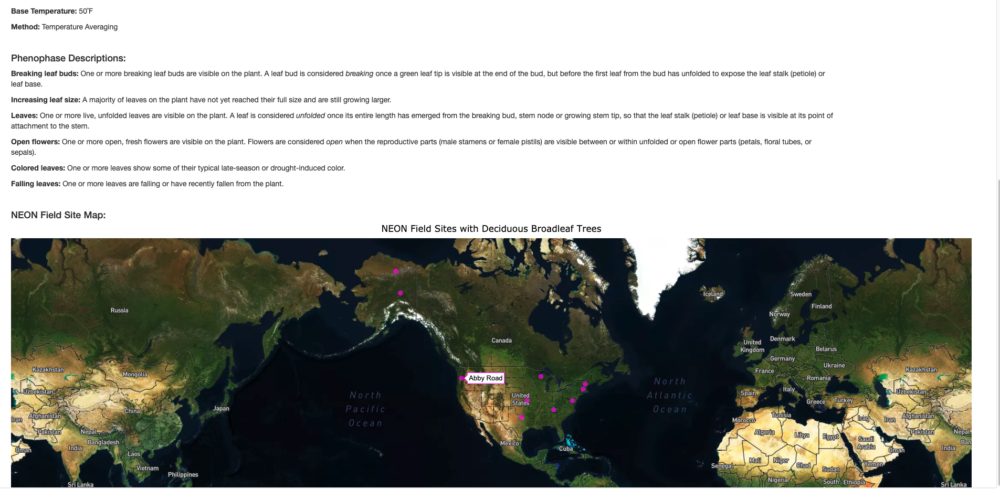 Base Temperature: 50°F
Method: Temperature Averaging
Phenophase Descriptions:
Breaking leaf buds: One or more breaking leaf buds are visible on the plant. A leaf bud is considered breaking once a green leaf tip is visible at the end of the bud, but before the first leaf from the bud has unfolded to expose the leaf stalk (petiole) or
leaf base.
Increasing leaf size: A majority of leaves on the plant have not yet reached their full size and are still growing larger.
Leaves: One or more live, unfolded leaves are visible on the plant. A leaf is considered unfolded once its entire length has emerged from the breaking bud, stem node or growing stem tip, so that the leaf stalk (petiole) or leaf base is visible at its point of
attachment to the stem.
Open flowers: One or more open, fresh flowers are visible on the plant. Flowers are considered open when the reproductive parts (male stamens or female pistils) are visible between or within unfolded or open flower parts (petals, floral tubes, or
sepals).
Colored leaves: One or more leaves show some of their typical late-season or drought-induced color.
Falling leaves: One or more leaves are falling or have recently fallen from the plant.
NEON Field Site Map:
NEON Field Sites with Deciduous Broadleaf Trees
Iceland
Sweden
Finland
Russia
Norway
Canada
United
Kingdom
Denmark
Belarus
Germany
Ukraine
Kazakhstan
Mongolia
France
Kazakhstan
Abby Road
Romania
North
Atlantic
Ocean
Uzbekistan
Italy
Spain
Uzbekistan
North
Pacific
Ocean
United
States
Greece
Turkey
Japan
China
Iran
Afghanistan
Tunisia
Morocco
Iraq
Iran
Afghanistan
Pakistan
Nepal
Algeria
Libya
Egypt
Pakistan
Nepal
Bangladesh
Saudi
Arabia
Ban
Mexico
Cuba
India
Oman
Oman
India
Laos
Mali
Niger
Chad
Senegal
Yemen
Vietnam
Sudan
Philippines
Nigeria
South
Ethiopia
Sri Lanka
Sri Lanka